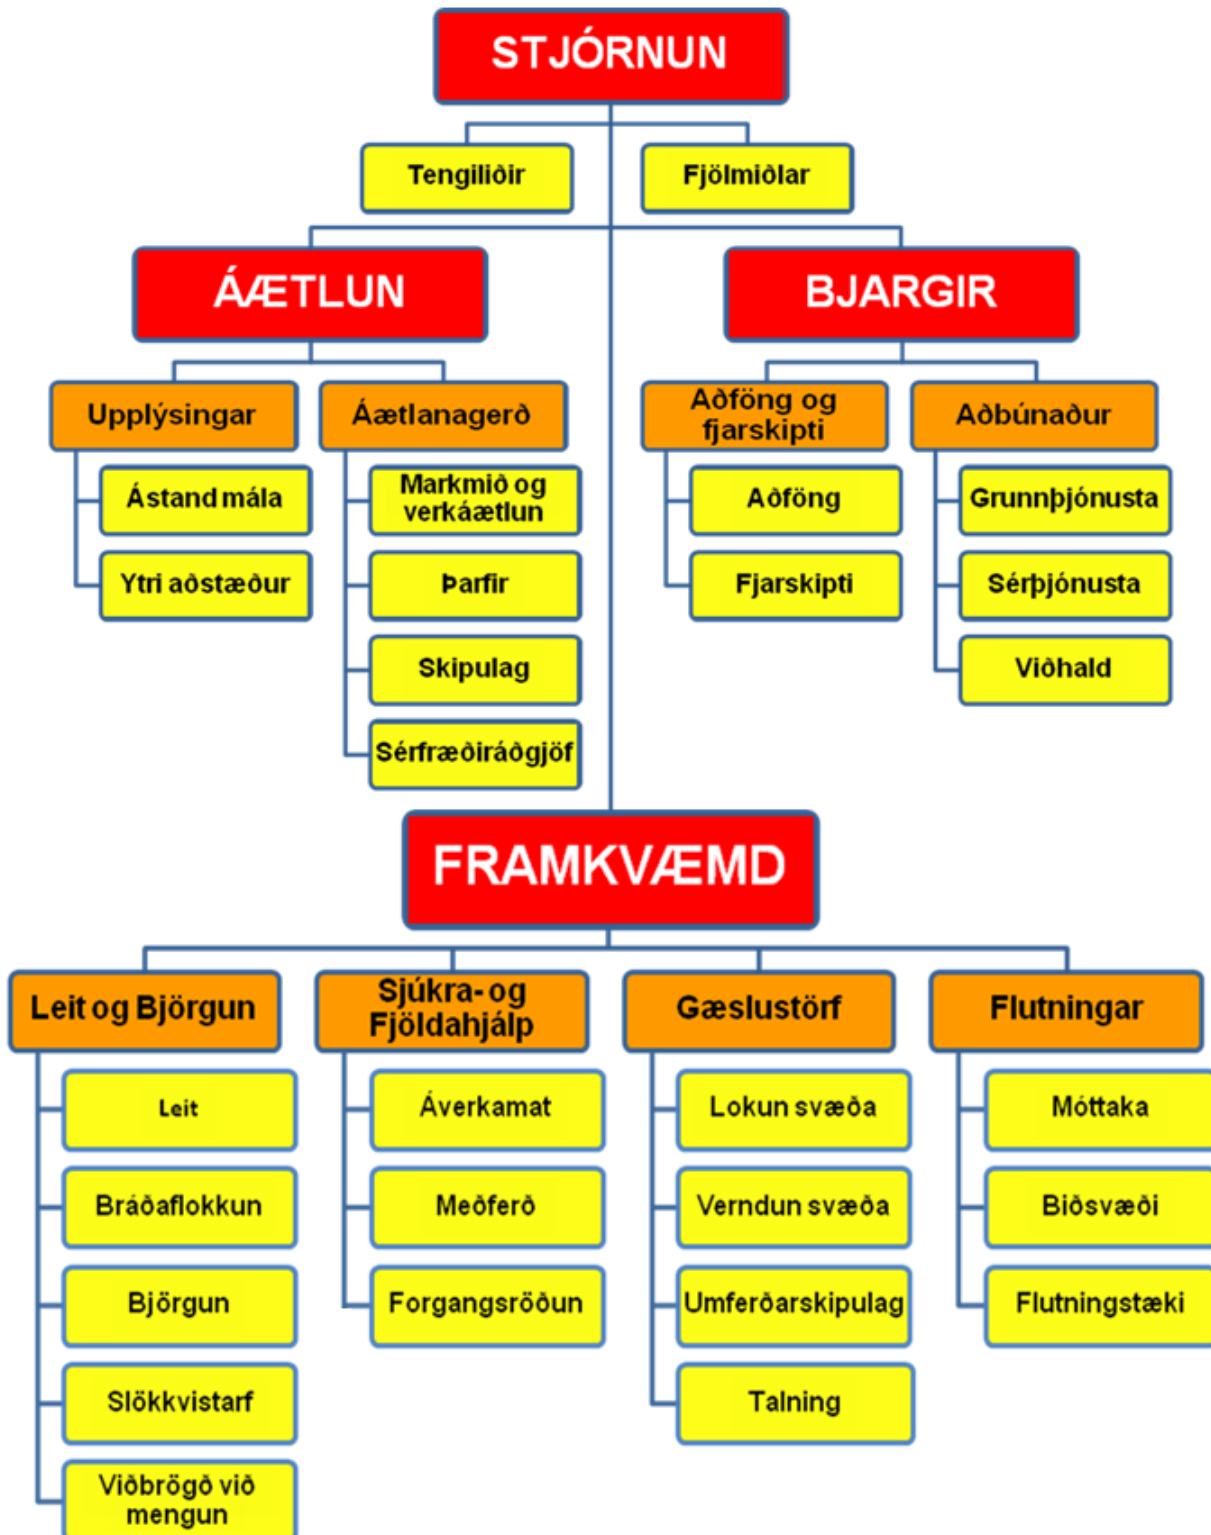 STJÓRNUN
Tengiliðir
Fjölmiðlar
ÁÆTLUN
BJARGIR
Upplýsingar
Ástand mála
Ytri aðstæður
Áætlanagerð
Markmið og
verkáætlun
Þarfir
Skipulag
Sérfræðiráðgjöf
Aðföng og
fjarskipti
Aðföng
Fjarskipti
Aðbúnaður
Grunnþjónusta
Sérþjónusta
Viðhald
FRAMKVÆMD
Leit og Björgun
Leit
Bráðaflokkun
Björgun
Slökkvistarf
Viðbrögð við
mengun
Sjúkra- og
Fjöldahjálp
Áverkamat
Meðferð
Forgangsröðun
Gæslustörf
Lokun svæða
Verndun svæða
Umferðarskipulag
Talning
Flutningar
Móttaka
Biðsvæði
Flutningstæki